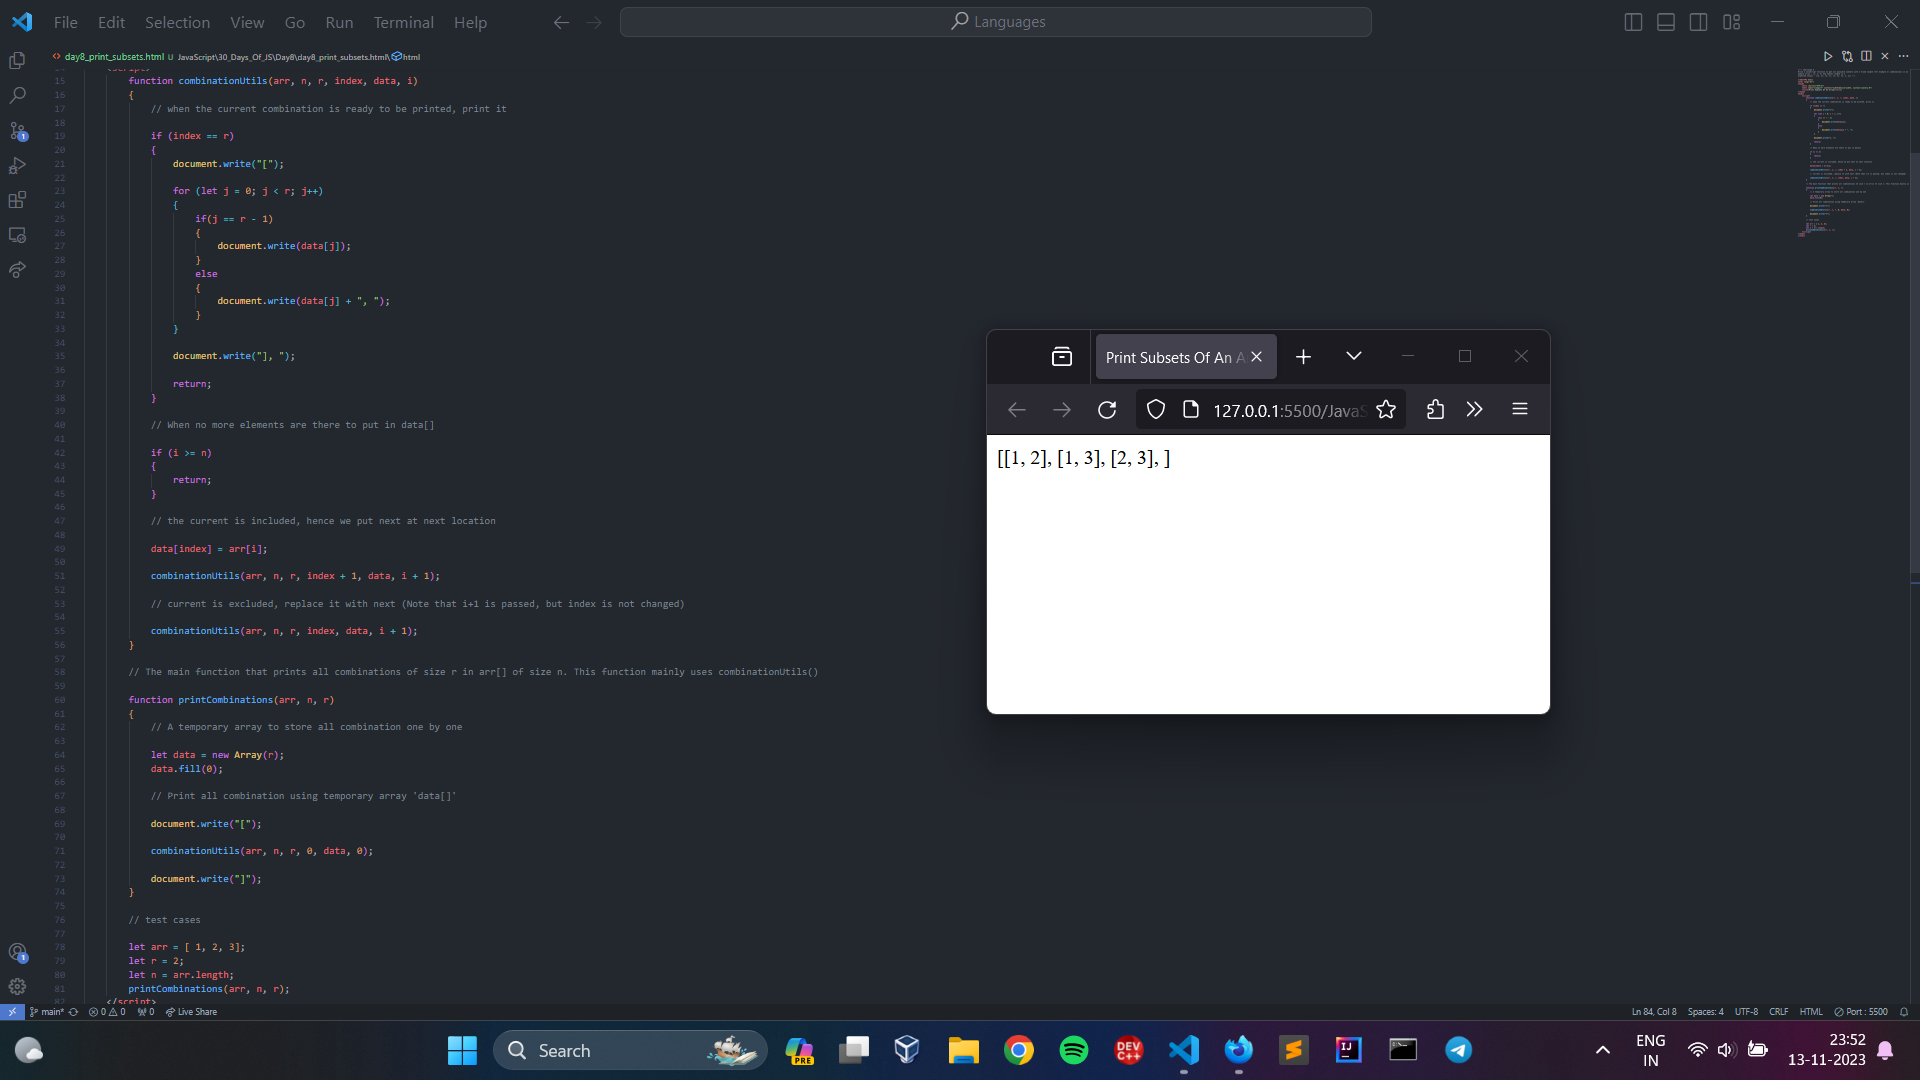 File Edit Selection View Go Run Terminal Help
Languages
day8_print_subsets.html U JavaScript\30_Days_Of_JS\Day8\day8_print_subsets.html\html
15 function combinationUtils(arr, n, r, index, data, i)
16 {
17 // when the current combination is ready to be printed, print it
18
19 if (index == r)
20 {
21 document.write("[");
22
23 for (let j = 0; j < r; j++)
24 {
25 if(j == r - 1)
26 {
27 document.write(data[j]);
28 }
29 else
30 {
31 document.write(data[j] + ", ");
32 }
33 }
34
35 document.write("], ");
36
37 return;
38 }
39
40 // When no more elements are there to put in data[]
41
42 if (i >= n)
43 {
44 return;
45 }
46
47 // the current is included, hence we put next at next location
48
49 data[index] = arr[i];
50
51 combinationUtils(arr, n, r, index + 1, data, i + 1);
52
53 // current is excluded, replace it with next (Note that i+1 is passed, but index is not changed)
54
55 combinationUtils(arr, n, r, index, data, i + 1);
56 }
57
58 // The main function that prints all combinations of size r in arr[] of size n. This function mainly uses combinationUtils()
59
60 function printCombinations(arr, n, r)
61 {
62 // A temporary array to store all combination one by one
63
64 let data = new Array(r);
65 data.fill(0);
66
67 // Print all combination using temporary array 'data[]'
68
69 document.write("[");
70
71 combinationUtils(arr, n, r, 0, data, 0);
72
73 document.write("]");
74 }
75
76 // test cases
77
78 let arr = [ 1, 2, 3];
79 let r = 2;
80 let n = arr.length;
81 printCombinations(arr, n, r);
82 </script>
Print Subsets Of An A
127.0.0.1:5500/JavaS
[[1, 2], [1, 3], [2, 3], ]
main* 0 0 0 Live Share
Ln 84, Col 8 Spaces: 4 UTF-8 CRLF HTML Port : 5500
Search
PRE
DEV C++
IJ
ENG
IN
23:52
13-11-2023